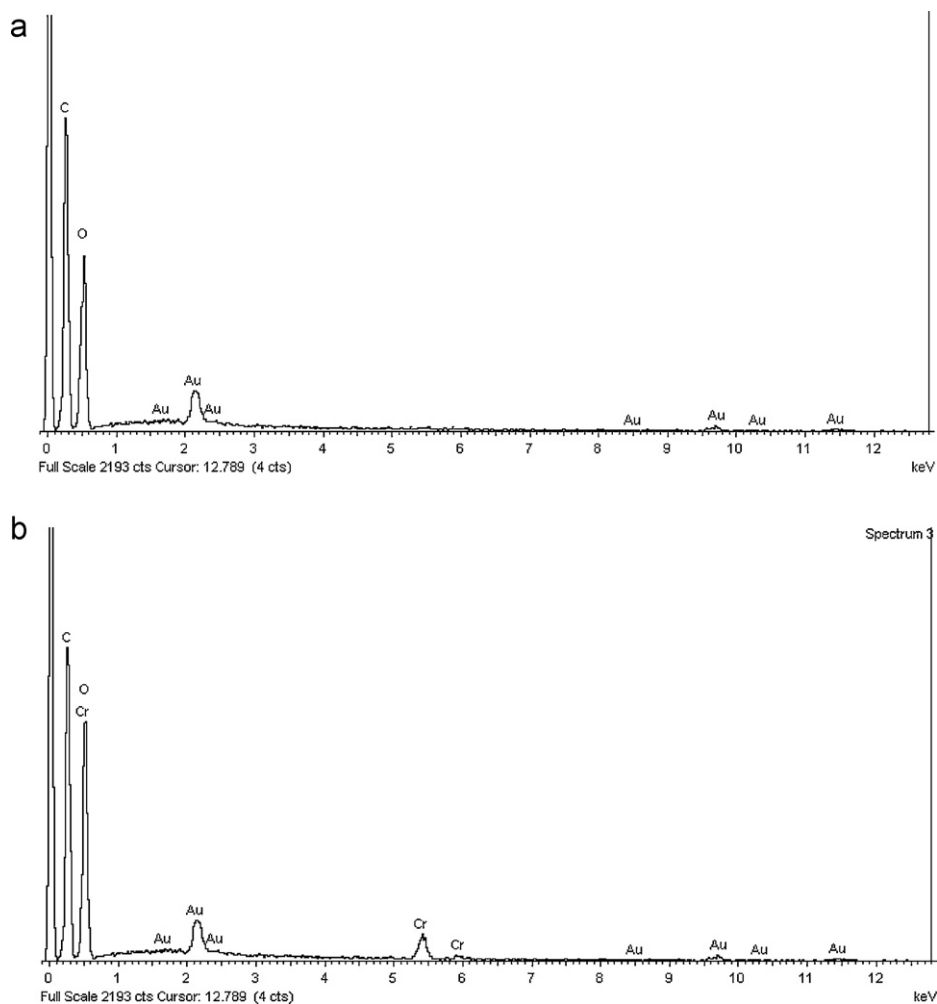 a
C
O
Au
Au Au
Au Au Au Au
0 1 2 3 4 5 6 7 8 9 10 11 12
Full Scale 2193 cts Cursor: 12.789 (4 cts)
keV
b
Spectrum 3
C
O
Cr
Au
Au Au
Cr
Cr
Au Au Au Au
0 1 2 3 4 5 6 7 8 9 10 11 12
Full Scale 2193 cts Cursor: 12.789 (4 cts)
keV